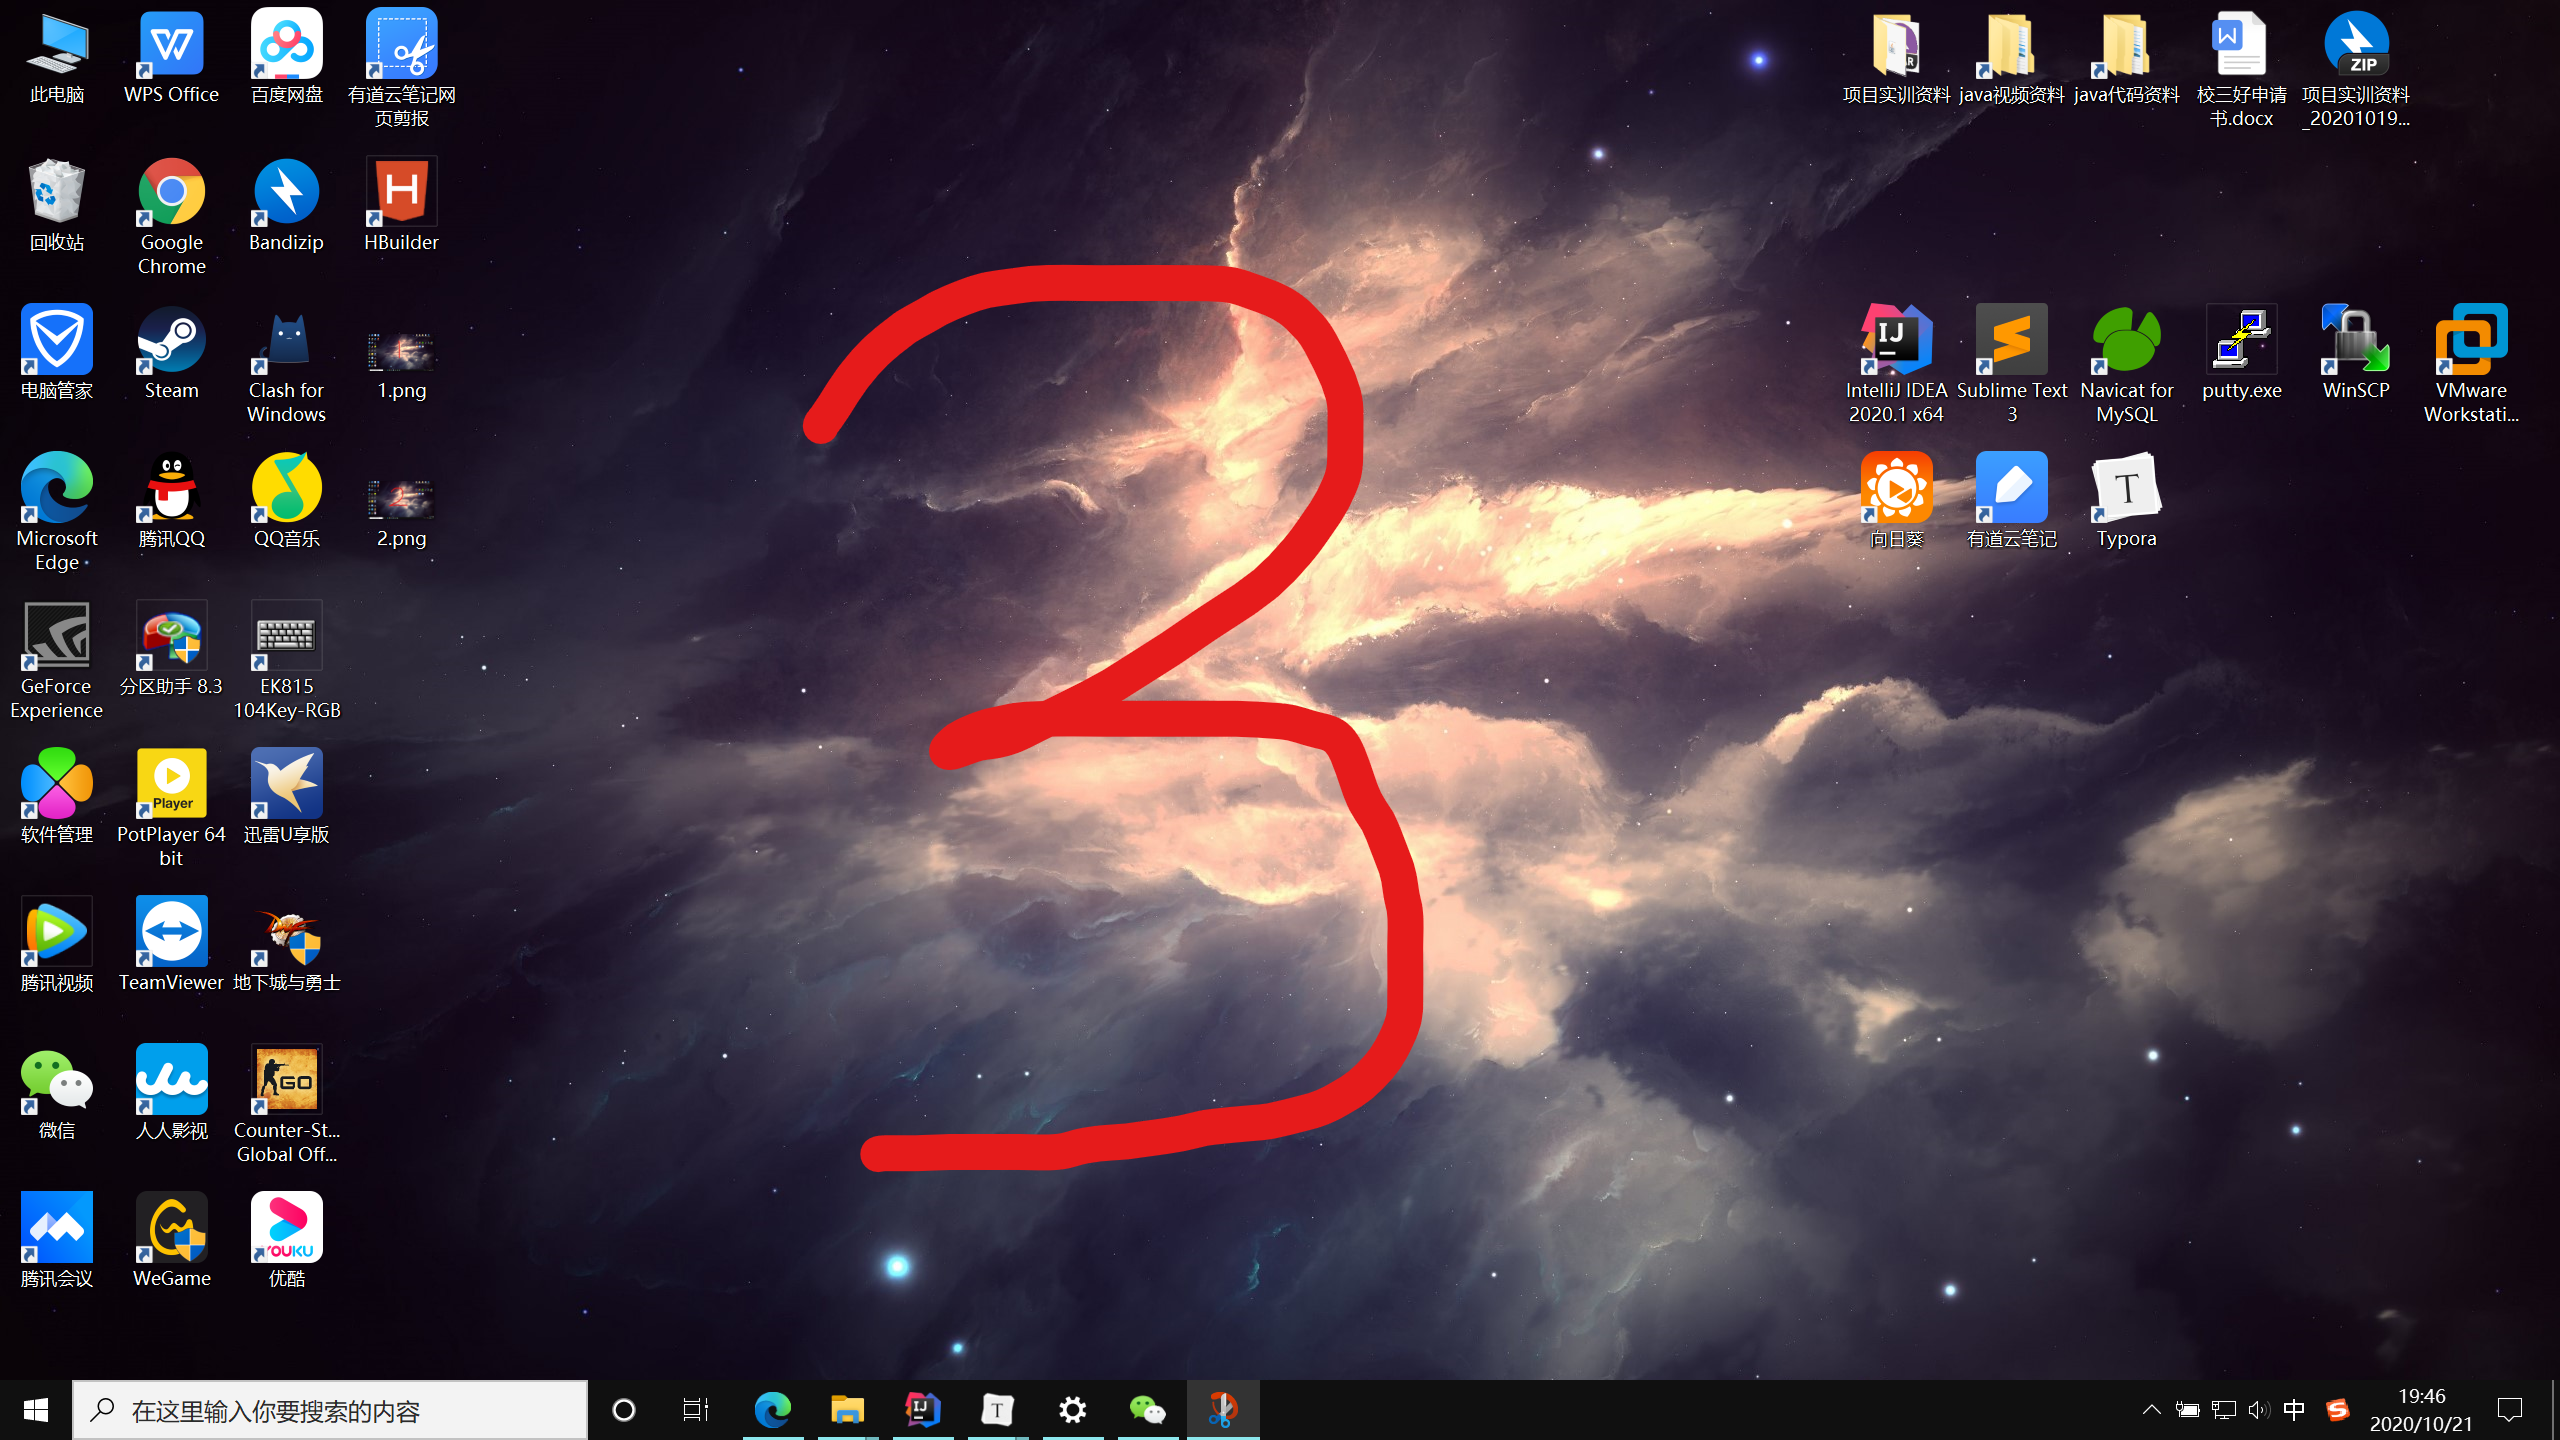 此电脑
WPS Office
百度网盘
有道云笔记网
页剪报
项目实训资料
java视频资料
java代码资料
校三好申请
书.docx
ZIP
项目实训资料
_20201019...
回收站
Google
Chrome
Bandizip
H
HBuilder
电脑管家
Steam
Clash for
Windows
1.png
IJ
IntelliJ IDEA
2020.1 x64
Sublime Text
3
Navicat for
MySQL
putty.exe
WinSCP
VMware
Workstati...
Microsoft
Edge
腾讯QQ
QQ音乐
2.png
向日葵
有道云笔记
T
Typora
GeForce
Experience
分区助手 8.3
EK815
104Key-RGB
软件管理
Player
PotPlayer 64
bit
迅雷U享版
腾讯视频
TeamViewer
地下城与勇士
微信
人人影视
GO
Counter-St...
Global Off...
腾讯会议
WeGame
YOUKU
优酷
3
在这里输入你要搜索的内容
中
19:46
2020/10/21